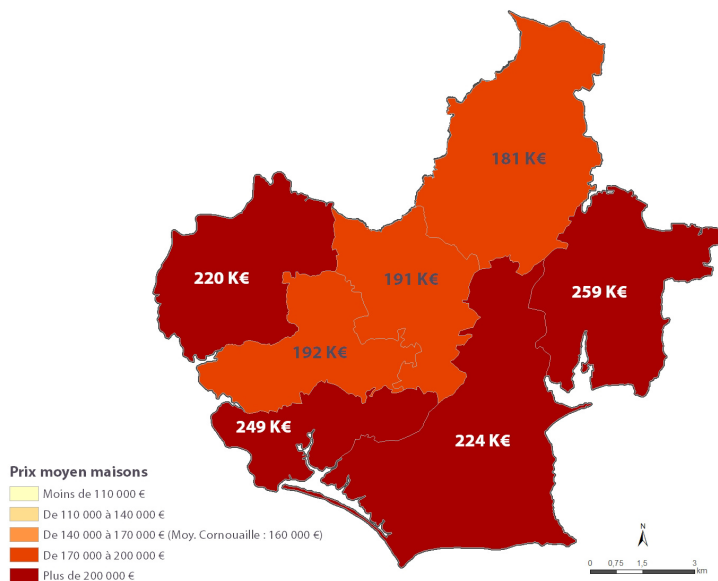 181 K€
220 K€
191 K€
259 K€
192 K€
249 K€
224 K€
Prix moyen maisons
Moins de 110 000 €
De 110 000 à 140 000 €
De 140 000 à 170 000 € (Moy. Cornouaille : 160 000 €)
De 170 000 à 200 000 €
Plus de 200 000 €
N
0 0,75 1,5 3
km